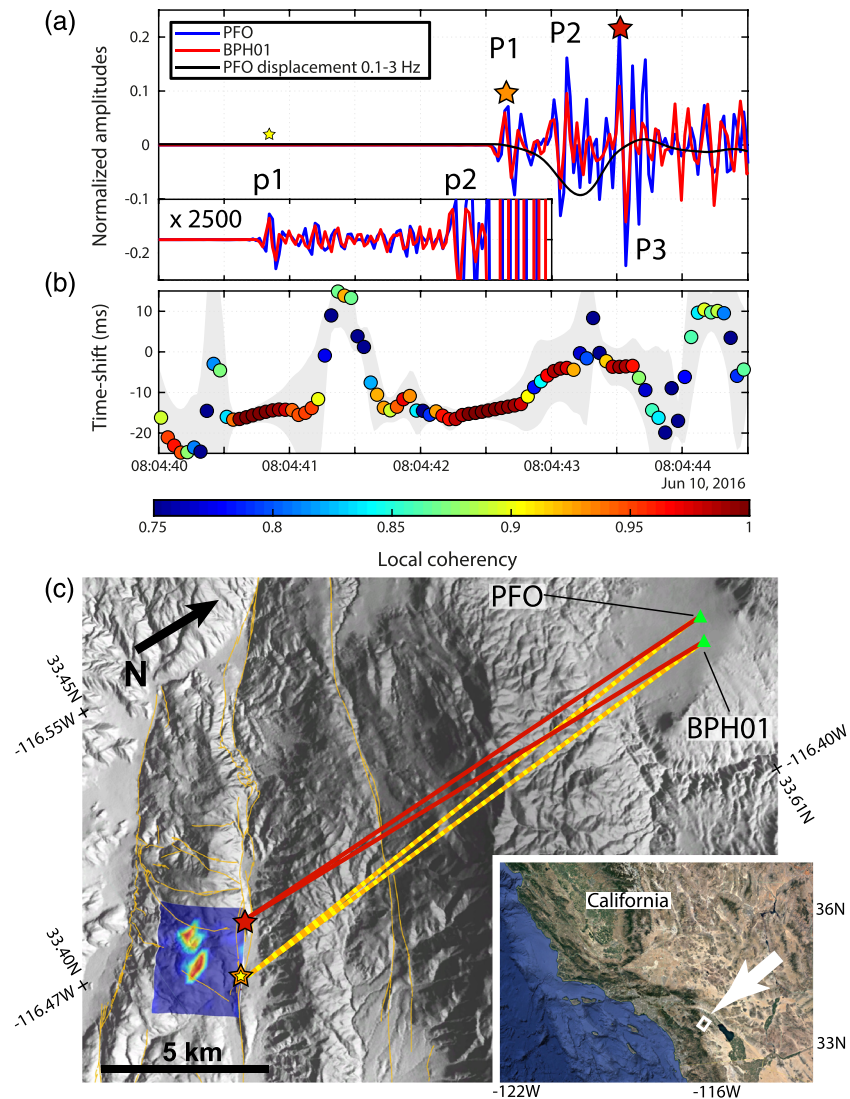 (a)
PFO
BPH01
PFO displacement 0.1-3 Hz
P1
P2
P3
0.2
0.1
0
-0.1
-0.2
Normalized amplitudes
p1
p2
x 2500
(b)
10
0
-10
-20
Time-shift (ms)
08:04:40
08:04:41
08:04:42
08:04:43
08:04:44
Jun 10, 2016
0.75
0.8
0.85
0.9
0.95
1
Local coherency
(c)
PFO
BPH01
N
33.45N
-116.55W
-116.40W
33.61N
33.40N
-116.47W
5 km
California
36N
33N
-122W
-116W